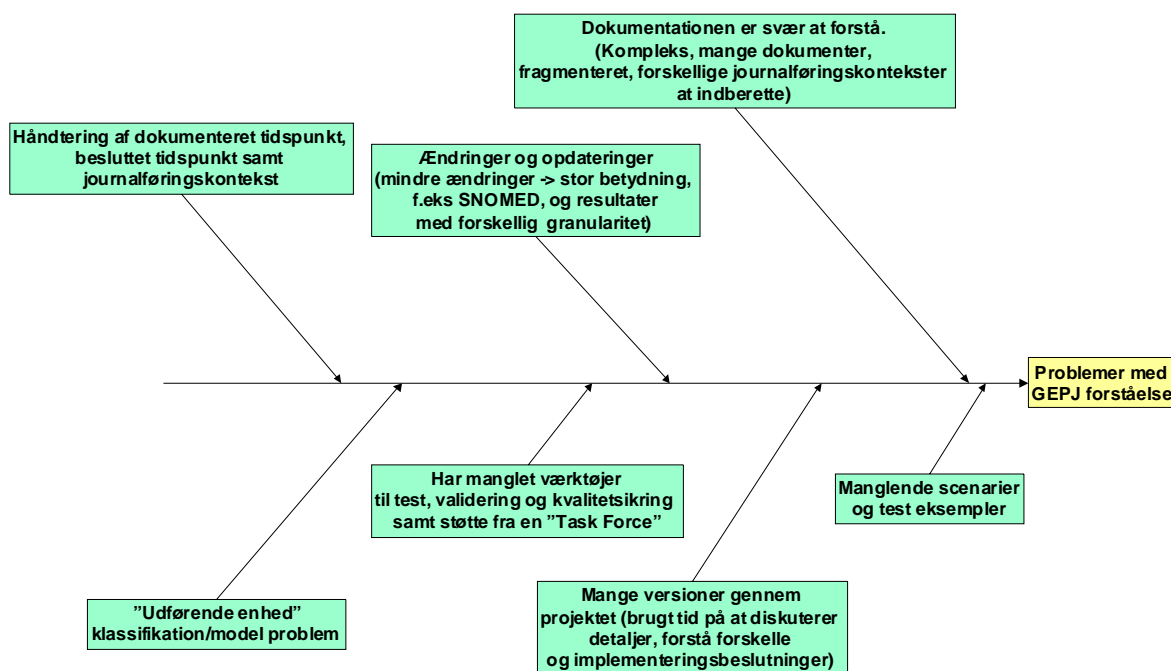 Dokumentationen er svær at forstå.
(Kompleks, mange dokumenter,
fragmenteret, forskellige journalføringskontekster
at indberette)
Håndtering af dokumenteret tidspunkt,
besluttet tidspunkt samt
journalføringskontekst
Ændringer og opdateringer
(mindre ændringer -> stor betydning,
f.eks SNOMED, og resultater
med forskellig granularitet)
Problemer med
GEPJ forståelse
Har manglet værktøjer
til test, validering og kvalitetsikring
samt støtte fra en ”Task Force”
Manglende scenarier
og test eksempler
”Udførende enhed”
klassifikation/model problem
Mange versioner gennem
projektet (brugt tid på at diskuterer
detaljer, forstå forskelle
og implementeringsbeslutninger)